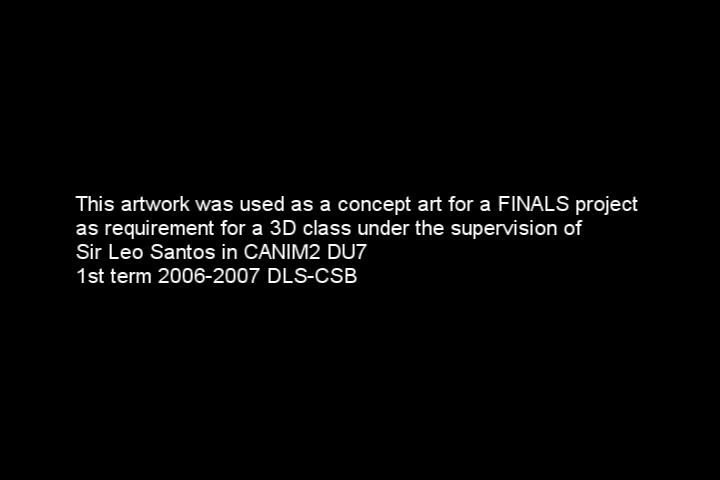 This artwork was used as a concept art for a FINALS project
as requirement for a 3D class under the supervision of
Sir Leo Santos in CANIM2 DU7
1st term 2006-2007 DLS-CSB